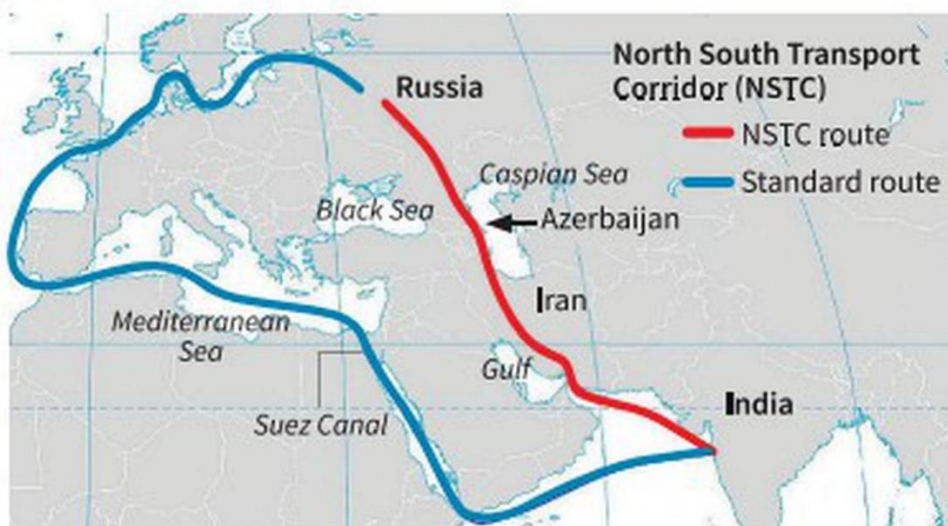 North South Transport
Corridor (NSTC)
NSTC route
Standard route
Russia
Caspian Sea
Black Sea
Azerbaijan
Iran
Mediterranean
Sea
Gulf
Suez Canal
India